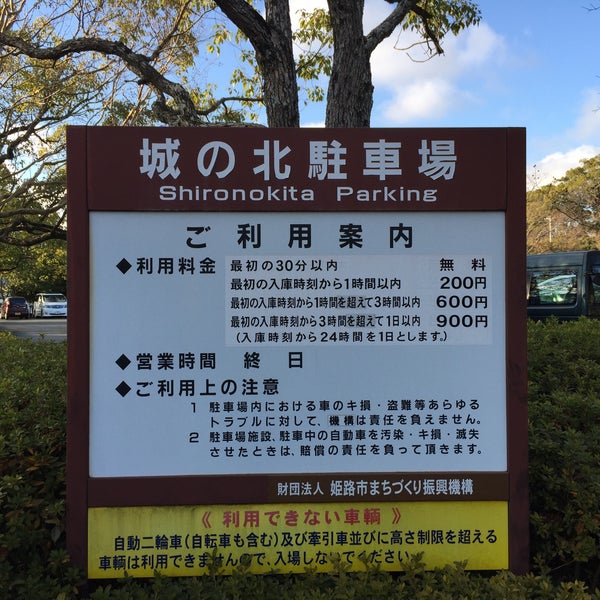 城の北駐車場
Shironokita Parking
ご利用案内
◆利用料金 最初の30分以内 無料
最初の入庫時刻から1時間以内 200円
最初の入庫時刻から1時間を超えて3時間以内 600円
最初の入庫時刻から3時間を超えて1日以内 900円
(入庫時刻から24時間を1日とします。)
◆営業時間 終日
◆ご利用上の注意
1 駐車場内における車のキ損・盗難等あらゆる
トラブルに対して、機構は責任を負えません。
2 駐車場施設、駐車中の自動車を汚染・キ損・滅失
させたときは、賠償の責任を負って頂きます。
財団法人 姫路市まちづくり振興機構
《 利用できない車輌 》
自動二輪車(自転車も含む)及び牽引車並びに高さ制限を超える
車輌は利用できませんので、入場しないでください。